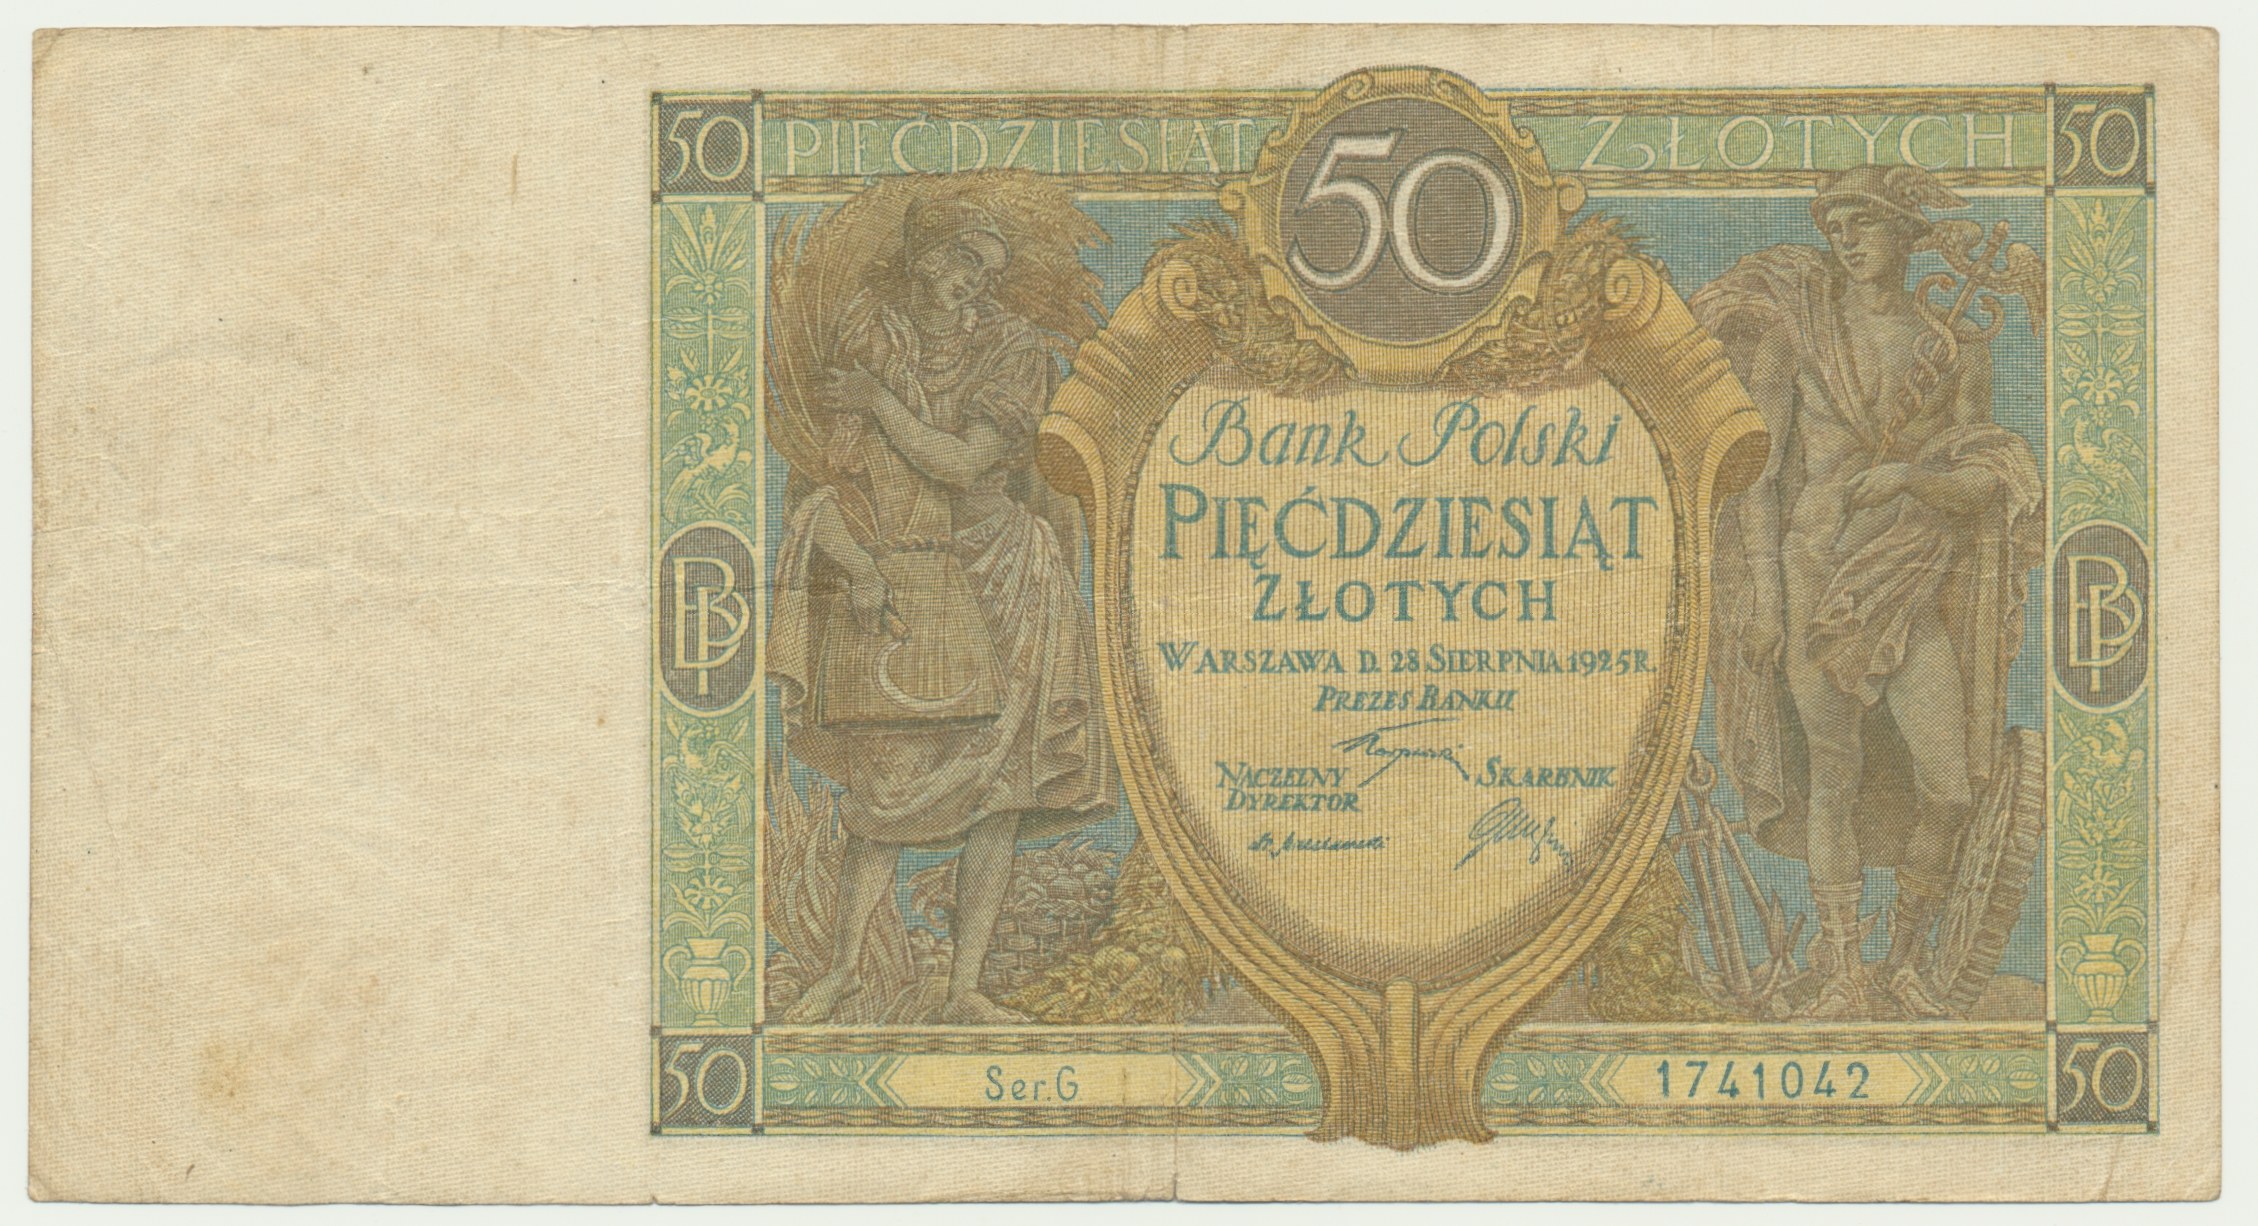 50 PIĘĆDZIESIĄT 50 ZŁOTYCH 50
Bank Polski
PIĘĆDZIESIĄT
ZŁOTYCH
WARSZAWA D. 28 SIERPNIA 1925 R.
PREZES BANKU
Karpiński
NACZELNY SKARBNIK
DYREKTOR
BP BP
50 Ser. G 1741042 50